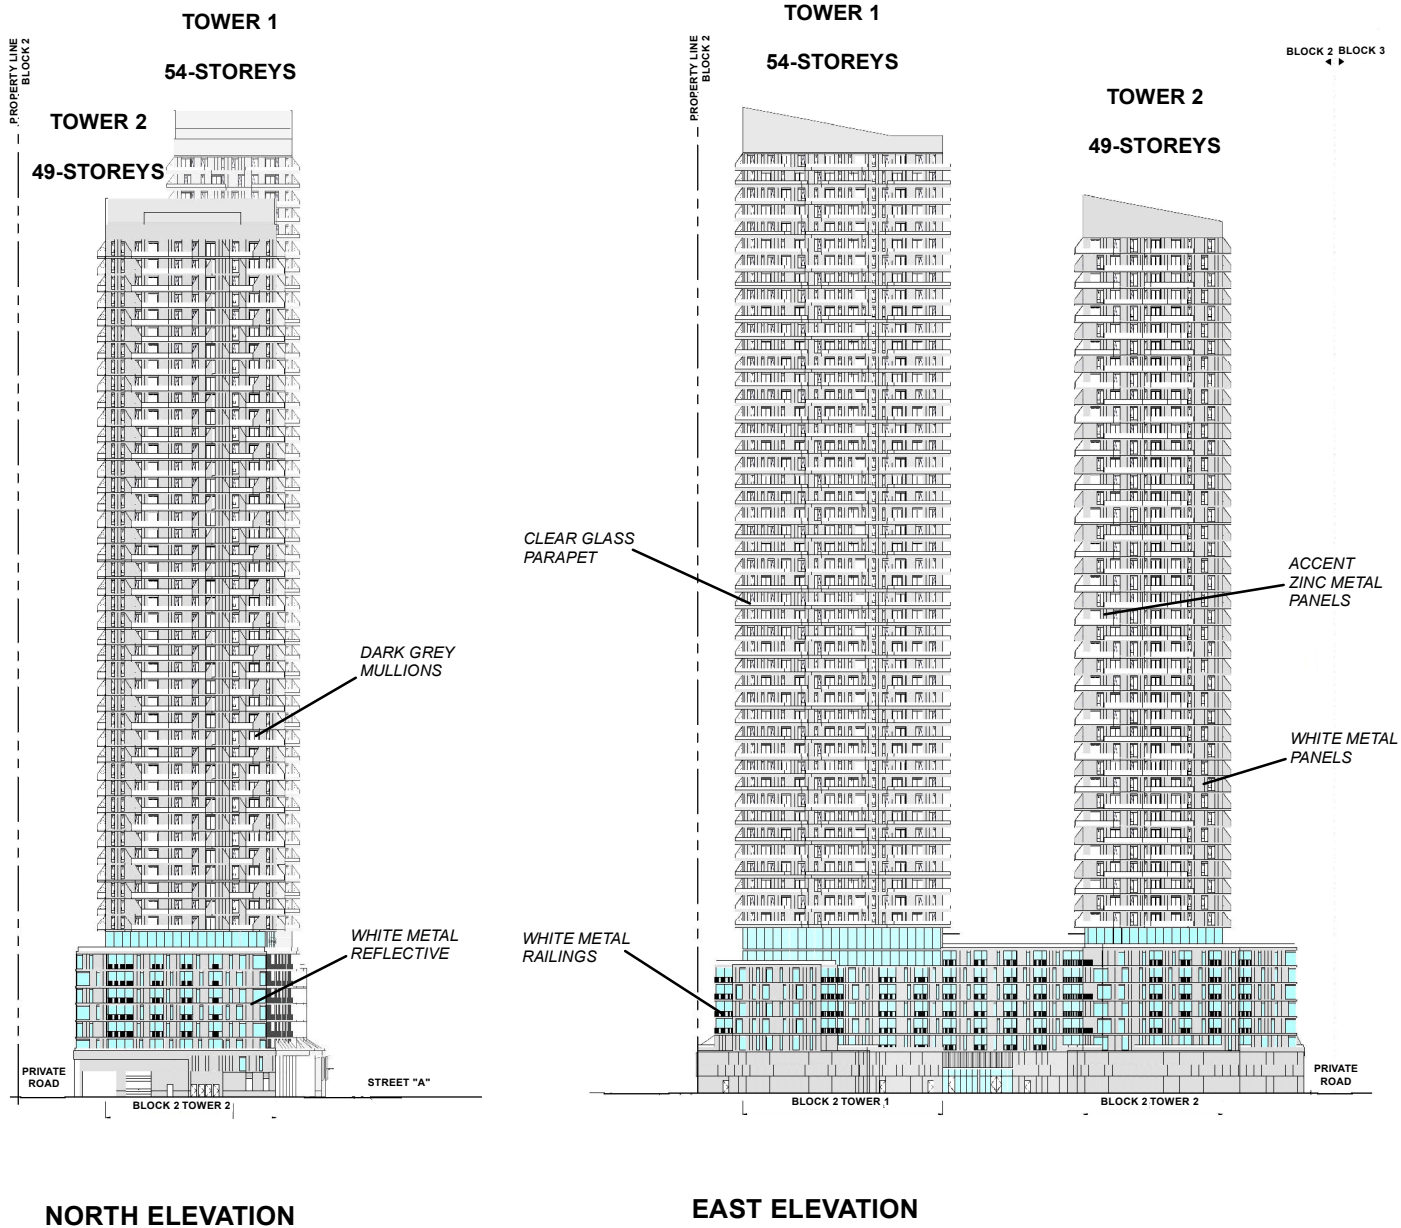 TOWER 1
54-STOREYS
TOWER 2
49-STOREYS
PROPERTY LINE
BLOCK 2
DARK GREY
MULLIONS
WHITE METAL
REFLECTIVE
PRIVATE
ROAD
STREET "A"
BLOCK 2 TOWER 2
NORTH ELEVATION
TOWER 1
54-STOREYS
PROPERTY LINE
BLOCK 2
BLOCK 2
BLOCK 3
TOWER 2
49-STOREYS
CLEAR GLASS
PARAPET
ACCENT
ZINC METAL
PANELS
WHITE METAL
PANELS
WHITE METAL
RAILINGS
PRIVATE
ROAD
BLOCK 2 TOWER 1
BLOCK 2 TOWER 2
EAST ELEVATION